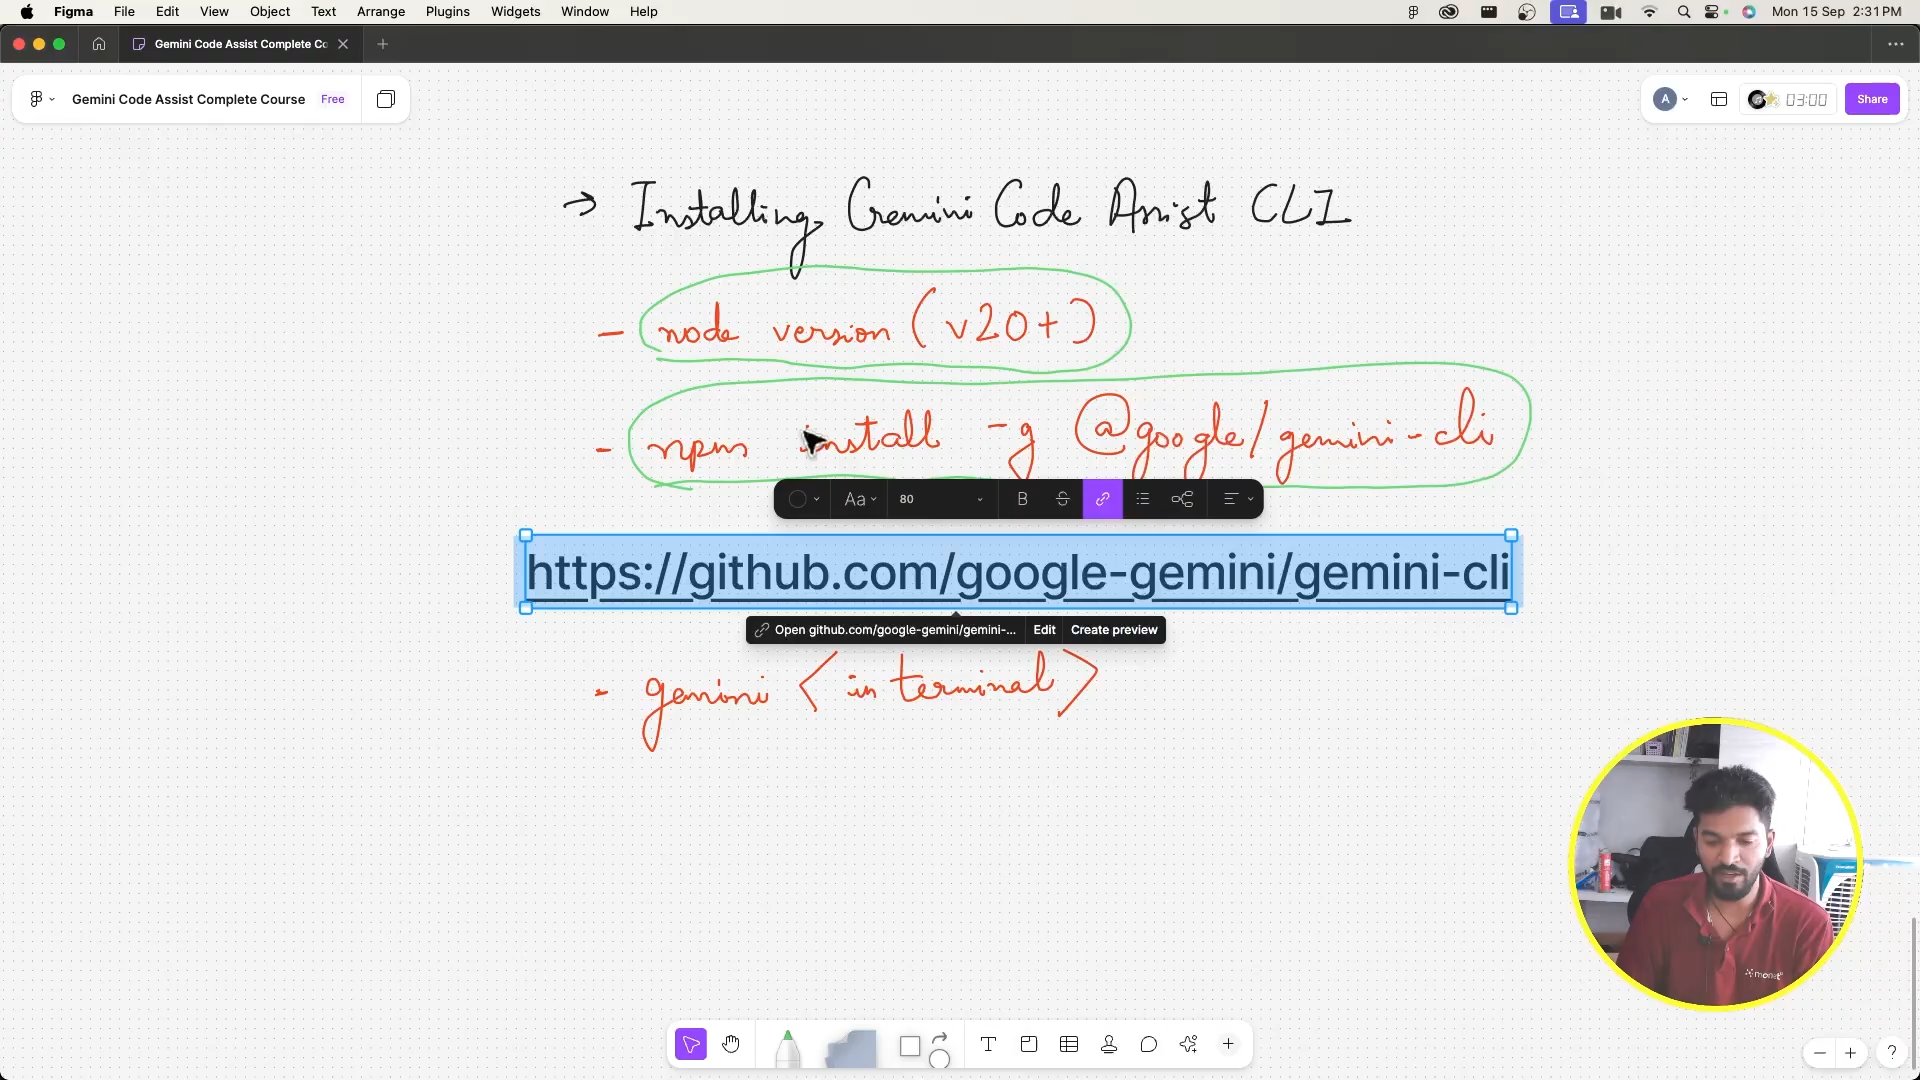 Figma File Edit View Object Text Arrange Plugins Widgets Window Help Mon 15 Sep 2:31 PM
Gemini Code Assist Complete Co
Gemini Code Assist Complete Course Free A 03:00 Share
→ Installing Gemini Code Assist CLI
- node version (v20+)
- npm install -g @google/gemini-cli
Aa 80 B S
https://github.com/google-gemini/gemini-cli
Open github.com/google-gemini/gemini-... Edit Create preview
- gemini <in terminal>
monet
T
?